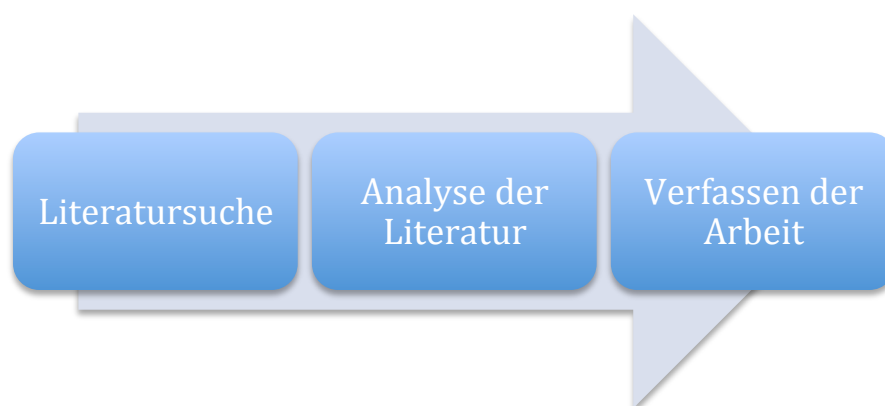 Literatursuche
Analyse der
Literatur
Verfassen der
Arbeit